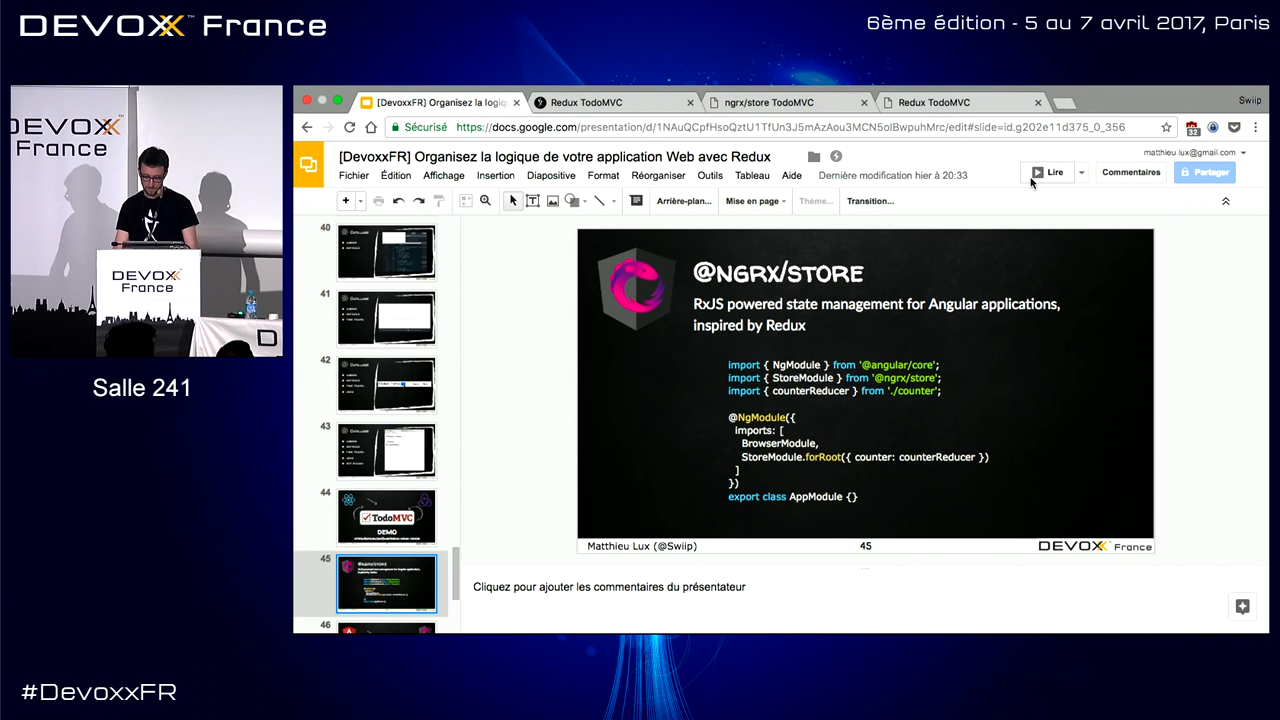 DEVOXX™ France
6ème édition - 5 au 7 avril 2017, Paris
DEVOXX
France
DEVOXX
France
Salle 241
#DevoxxFR
[DevoxxFR] Organisez la logiq
Redux TodoMVC
ngrx/store TodoMVC
Redux TodoMVC
Swiip
Sécurisé
https://docs.google.com/presentation/d/1NAuQCpfHsoQztU1TfUn3J5mAzAou3MCN5oIBwpuhMrc/edit#slide=id.g202e11d375_0_356
32
[DevoxxFR] Organisez la logique de votre application Web avec Redux
matthieu.lux@gmail.com
Fichier Édition Affichage Insertion Diapositive Format Réorganiser Outils Tableau Aide Dernière modification hier à 20:33
Lire
Commentaires
Partager
Arrière-plan... Mise en page Thème... Transition...
40
41
42
43
44
TodoMVC
DEMO
45
@NGRX/STORE
46
@NGRX/STORE
RxJS powered state management for Angular applications,
inspired by Redux
import { NgModule } from '@angular/core';
import { StoreModule } from '@ngrx/store';
import { counterReducer } from './counter';
@NgModule({
imports: [
BrowserModule,
StoreModule.forRoot({ counter: counterReducer })
]
})
export class AppModule {}
Matthieu Lux (@Swiip)
45
DEVOXX France
Cliquez pour ajouter les commentaires du présentateur